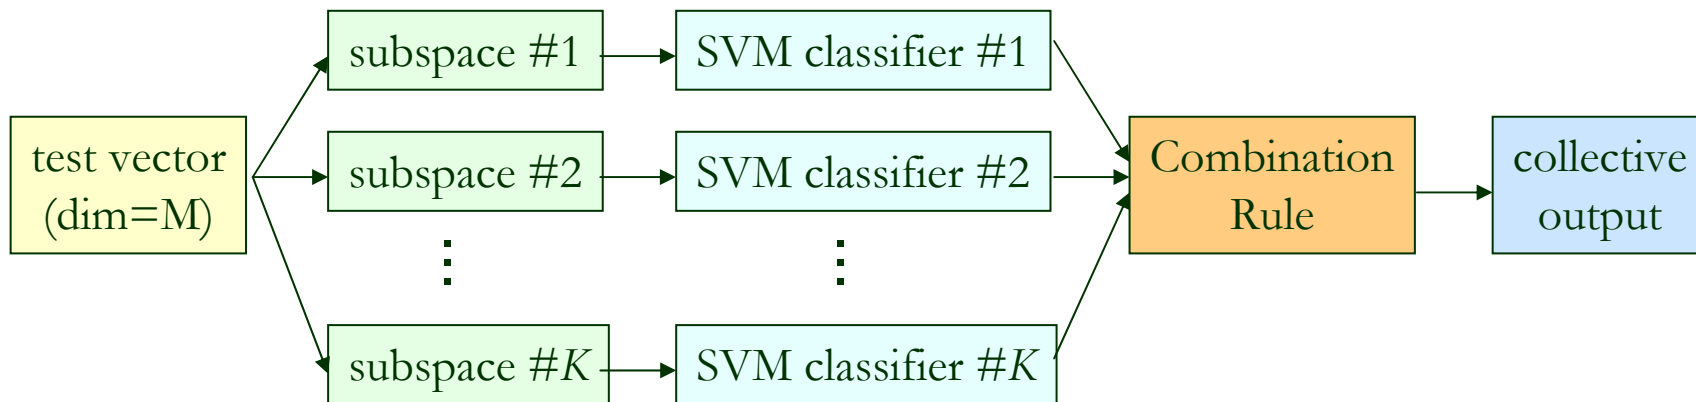 test vector
(dim=M)
subspace #1
SVM classifier #1
subspace #2
SVM classifier #2
subspace #K
SVM classifier #K
Combination
Rule
collective
output